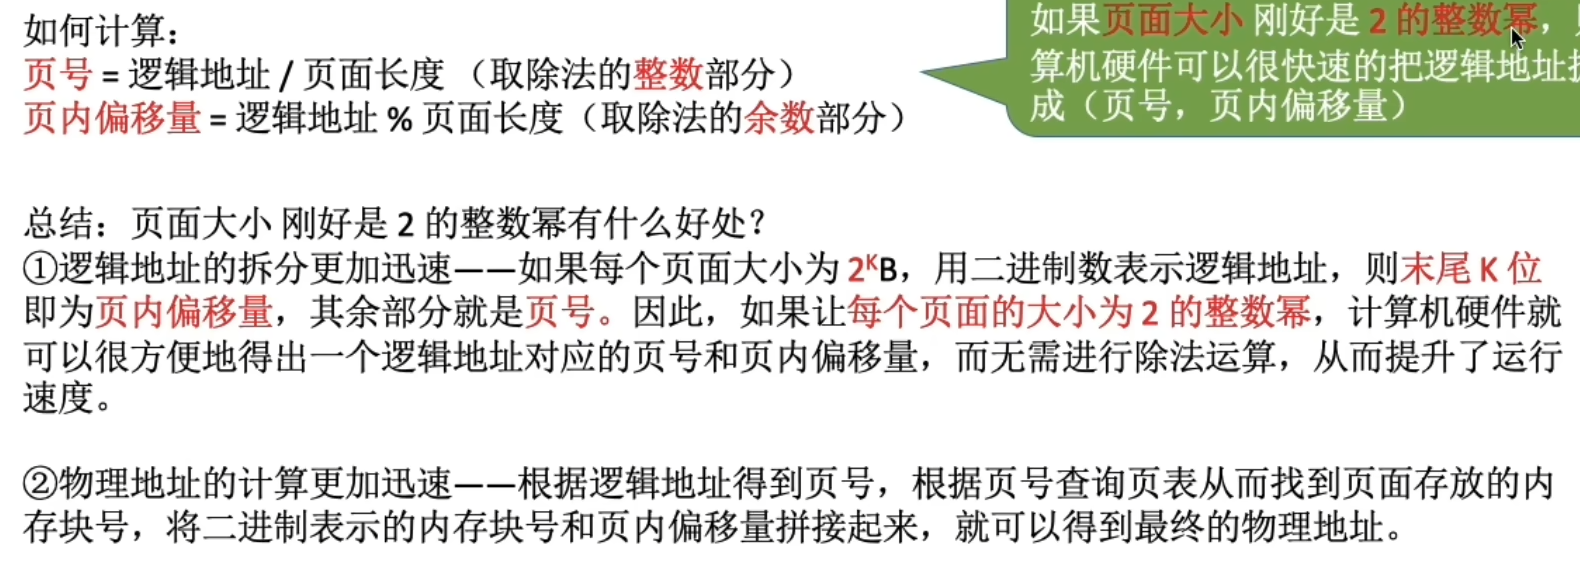 如何计算：
页号 = 逻辑地址 / 页面长度 （取除法的整数部分）
页内偏移量 = 逻辑地址 % 页面长度（取除法的余数部分）
如果页面大小 刚好是 2 的整数幂，
算机硬件可以很快速的把逻辑地址
成（页号，页内偏移量）
总结：页面大小 刚好是 2 的整数幂有什么好处？
①逻辑地址的拆分更加迅速——如果每个页面大小为 2ᴷB，用二进制数表示逻辑地址，则末尾 K 位
即为页内偏移量，其余部分就是页号。因此，如果让每个页面的大小为 2 的整数幂，计算机硬件就
可以很方便地得出一个逻辑地址对应的页号和页内偏移量，而无需进行除法运算，从而提升了运行
速度。
②物理地址的计算更加迅速——根据逻辑地址得到页号，根据页号查询页表从而找到页面存放的内
存块号，将二进制表示的内存块号和页内偏移量拼接起来，就可以得到最终的物理地址。